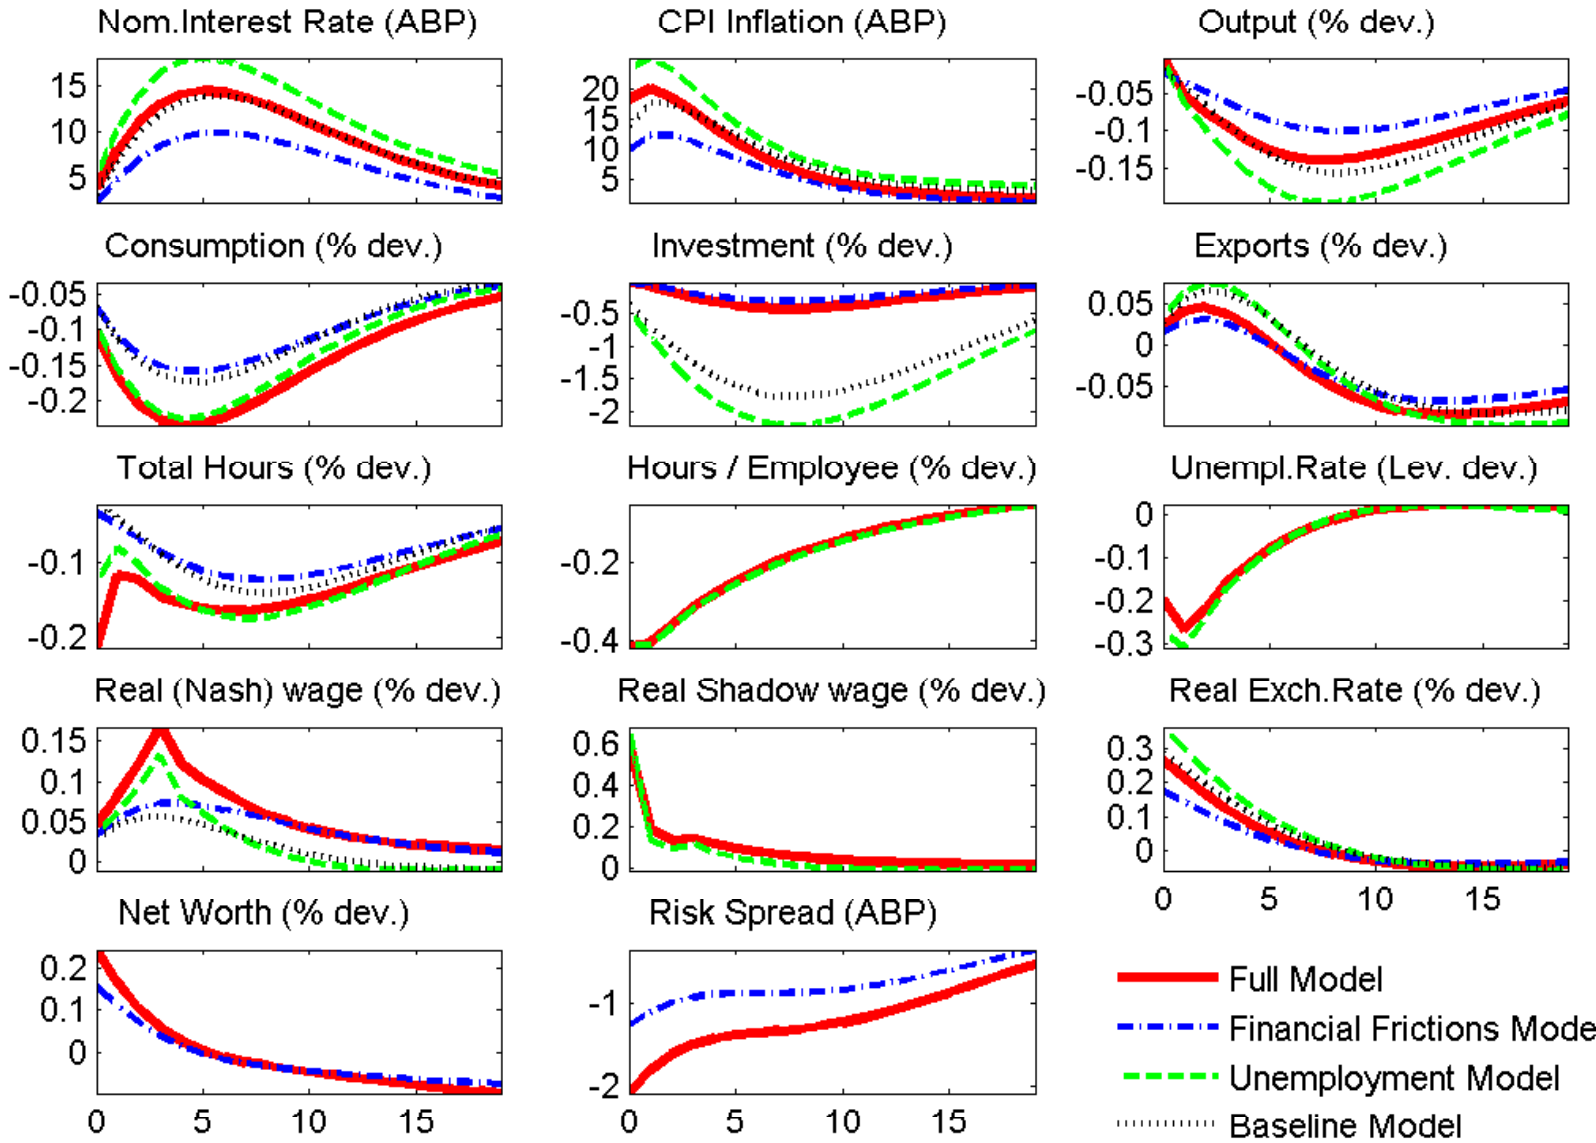 Nom.Interest Rate (ABP)
CPI Inflation (ABP)
Output (% dev.)
15
10
5
20
15
10
5
-0.05
-0.1
-0.15
Consumption (% dev.)
Investment (% dev.)
Exports (% dev.)
-0.05
-0.1
-0.15
-0.2
-0.5
-1
-1.5
-2
0.05
0
-0.05
Total Hours (% dev.)
Hours / Employee (% dev.)
Unempl.Rate (Lev. dev.)
-0.1
-0.2
-0.2
-0.4
0
-0.1
-0.2
-0.3
Real (Nash) wage (% dev.)
Real Shadow wage (% dev.)
Real Exch.Rate (% dev.)
0.15
0.1
0.05
0
0.6
0.4
0.2
0
0.3
0.2
0.1
0
0 5 10 15
Net Worth (% dev.)
Risk Spread (ABP)
0.2
0.1
0
0 5 10 15
-1
-2
0 5 10 15
Full Model
Financial Frictions Mode
Unemployment Model
Baseline Model